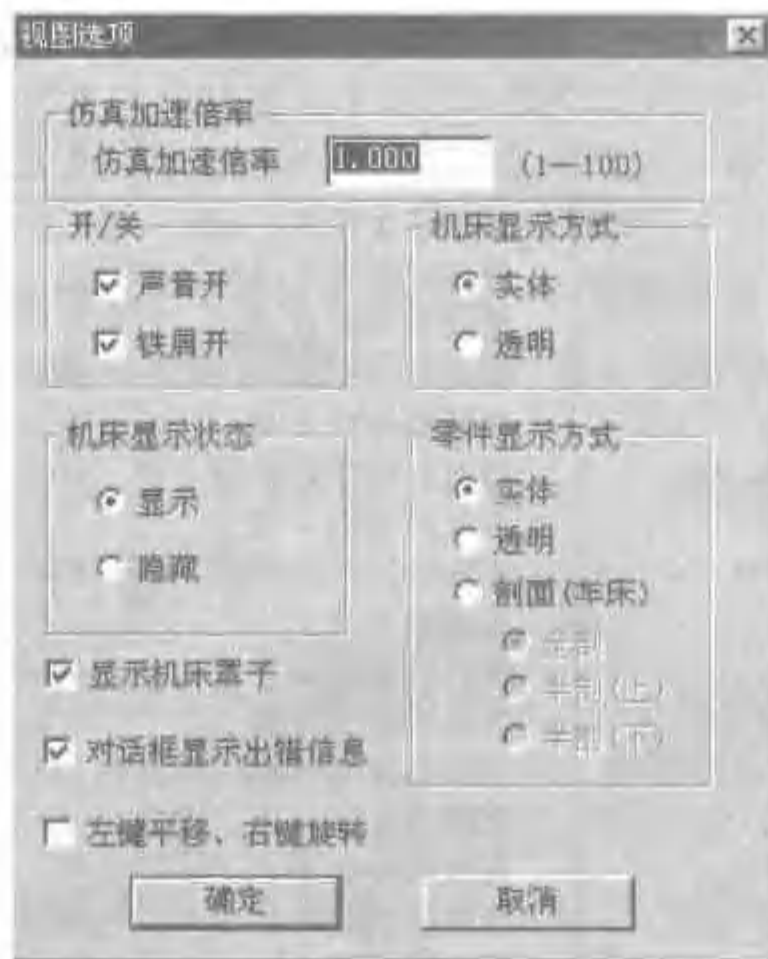 视图选项
仿真加速倍率
仿真加速倍率 1.000 (1—100)
开/关
声音开
铁屑开
机床显示方式
实体
透明
机床显示状态
显示
隐藏
零件显示方式
实体
透明
剖面(车床)
全剖
半剖(上)
半剖(下)
显示机床罩子
对话框显示出错信息
左键平移、右键旋转
确定
取消